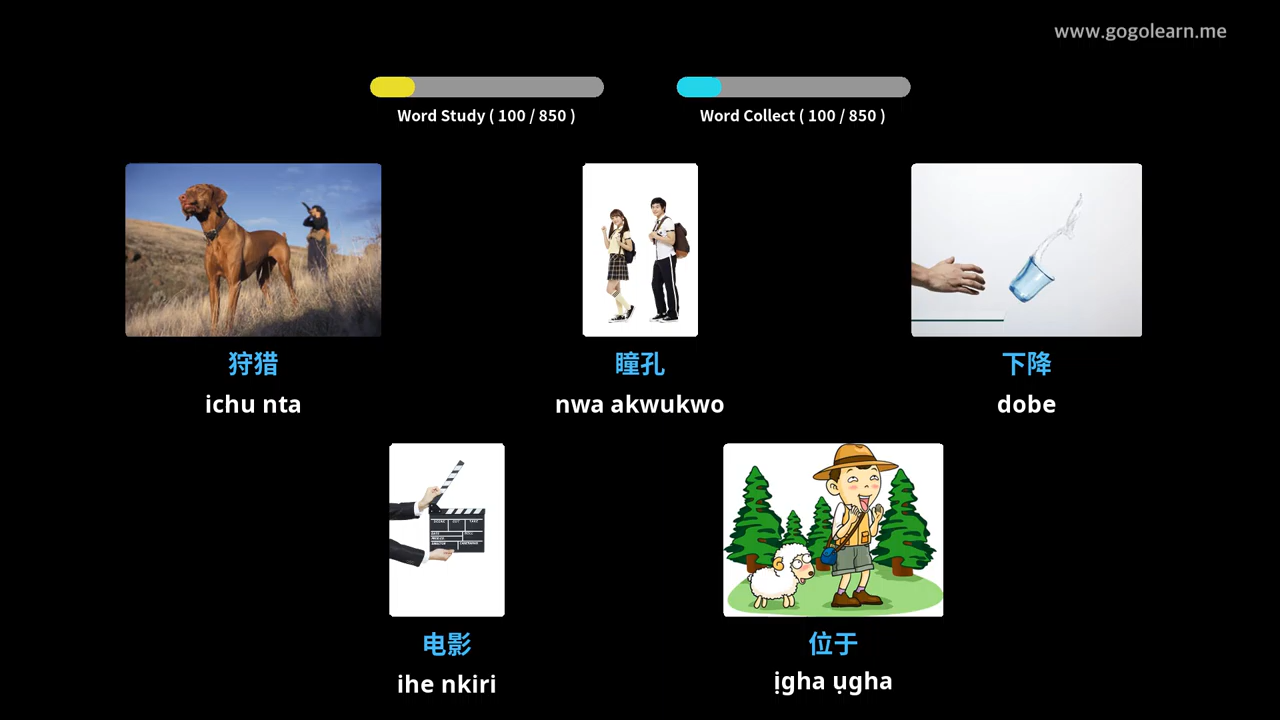 www.gogolearn.me
Word Study ( 100 / 850 )
Word Collect ( 100 / 850 )
狩猎
ichu nta
瞳孔
nwa akwukwo
下降
dobe
电影
ihe nkiri
位于
ịgha ụgha